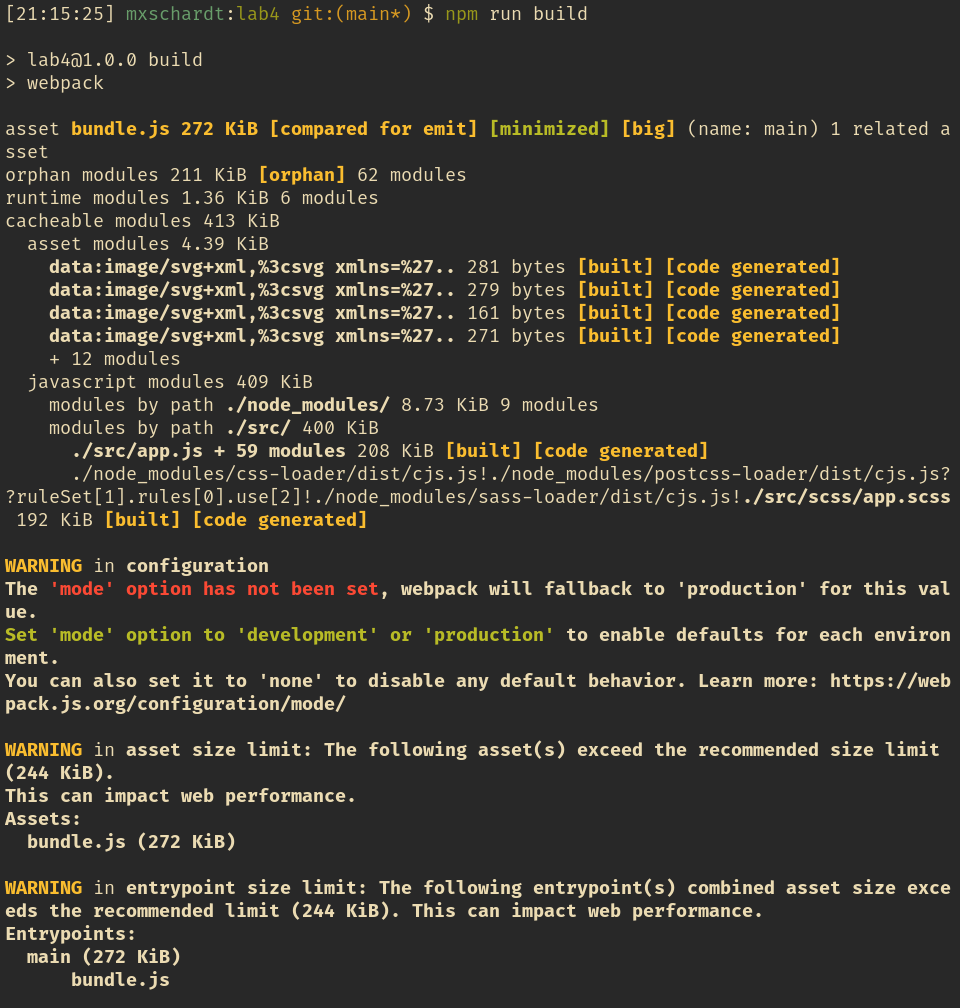 [21:15:25] mxschardt:lab4 git:(main*) $ npm run build
> lab4@1.0.0 build
> webpack
asset bundle.js 272 KiB [compared for emit] [minimized] [big] (name: main) 1 related a
sset
orphan modules 211 KiB [orphan] 62 modules
runtime modules 1.36 KiB 6 modules
cacheable modules 413 KiB
  asset modules 4.39 KiB
    data:image/svg+xml,%3csvg xmlns=%27.. 281 bytes [built] [code generated]
    data:image/svg+xml,%3csvg xmlns=%27.. 279 bytes [built] [code generated]
    data:image/svg+xml,%3csvg xmlns=%27.. 161 bytes [built] [code generated]
    data:image/svg+xml,%3csvg xmlns=%27.. 271 bytes [built] [code generated]
    + 12 modules
  javascript modules 409 KiB
    modules by path ./node_modules/ 8.73 KiB 9 modules
    modules by path ./src/ 400 KiB
      ./src/app.js + 59 modules 208 KiB [built] [code generated]
      ./node_modules/css-loader/dist/cjs.js!./node_modules/postcss-loader/dist/cjs.js?
?ruleSet[1].rules[0].use[2]!./node_modules/sass-loader/dist/cjs.js!./src/scss/app.scss
 192 KiB [built] [code generated]
WARNING in configuration
The 'mode' option has not been set, webpack will fallback to 'production' for this val
ue.
Set 'mode' option to 'development' or 'production' to enable defaults for each environ
ment.
You can also set it to 'none' to disable any default behavior. Learn more: https://web
pack.js.org/configuration/mode/
WARNING in asset size limit: The following asset(s) exceed the recommended size limit
(244 KiB).
This can impact web performance.
Assets:
  bundle.js (272 KiB)
WARNING in entrypoint size limit: The following entrypoint(s) combined asset size exce
eds the recommended limit (244 KiB). This can impact web performance.
Entrypoints:
  main (272 KiB)
      bundle.js